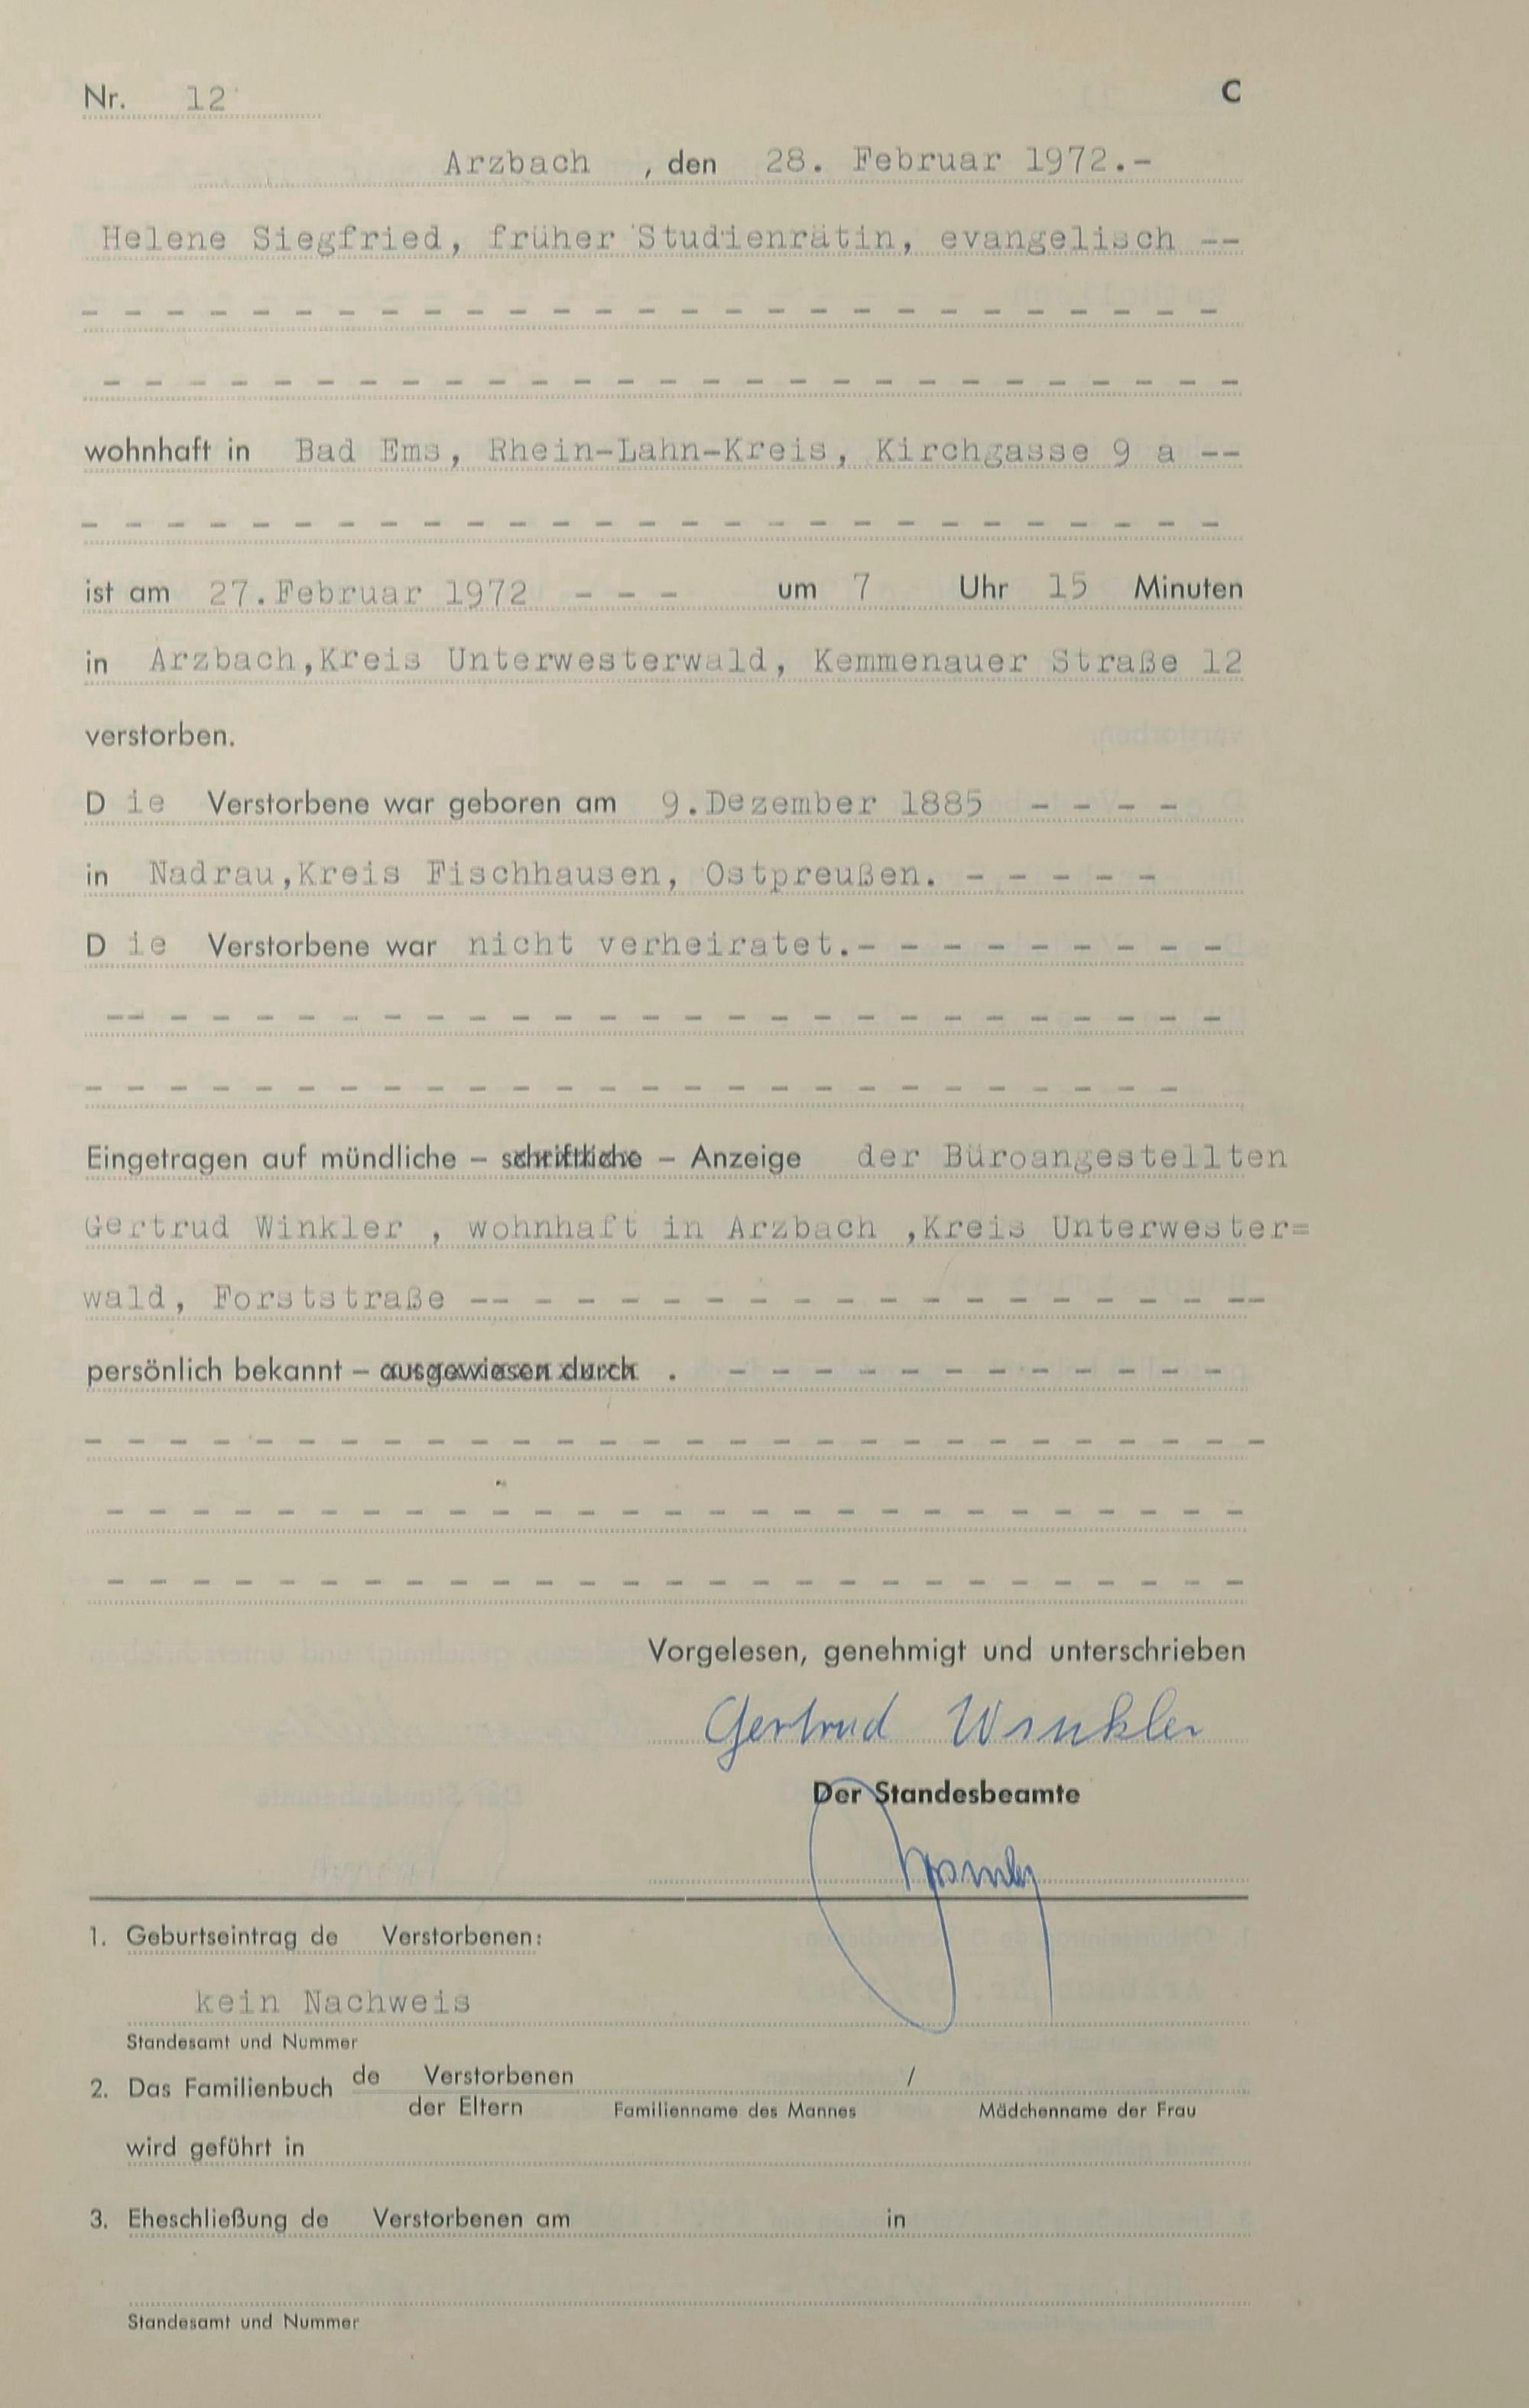 Nr. 12 C
Arzbach , den 28. Februar 1972.-
Helene Siegfried, früher Studienrätin, evangelisch --
- - - - - - - - - - - - - - - - - - - - - - - - - - -
- - - - - - - - - - - - - - - - - - - - - - - - - - -
wohnhaft in Bad Ems, Rhein-Lahn-Kreis, Kirchgasse 9 a --
- - - - - - - - - - - - - - - - - - - - - - - - - - -
ist am 27.Februar 1972 - - - um 7 Uhr 15 Minuten
in Arzbach,Kreis Unterwesterwald, Kemmenauer Straße 12
verstorben.
D ie Verstorbene war geboren am 9.Dezember 1885 - - - -
in Nadrau,Kreis Fischhausen, Ostpreußen. - - - - -
D ie Verstorbene war nicht verheiratet.- - - - - - - - -
-- - - - - - - - - - - - - - - - - - - - - - - - - -
- - - - - - - - - - - - - - - - - - - - - - - - - -
Eingetragen auf mündliche – schriftliche – Anzeige der Büroangestellten
Gertrud Winkler , wohnhaft in Arzbach ,Kreis Unterwester=
wald, Forststraße -- - - - - - - - - - - - - - - - - - --
persönlich bekannt – ausgewiesen durch . - - - - - - - - - - - -
- - - - - - - - - - - - - - - - - - - - - - - - - - - -
- - - - - - - - - - - - - - - - - - - - - - - - - - -
- - - - - - - - - - - - - - - - - - - - - - - - - - -
Vorgelesen, genehmigt und unterschrieben
Gertrud Winkler
Der Standesbeamte
1. Geburtseintrag de Verstorbenen:
kein Nachweis
Standesamt und Nummer
2. Das Familienbuch de Verstorbenen /
der Eltern Familienname des Mannes Mädchenname der Frau
wird geführt in
3. Eheschließung de Verstorbenen am in
Standesamt und Nummer